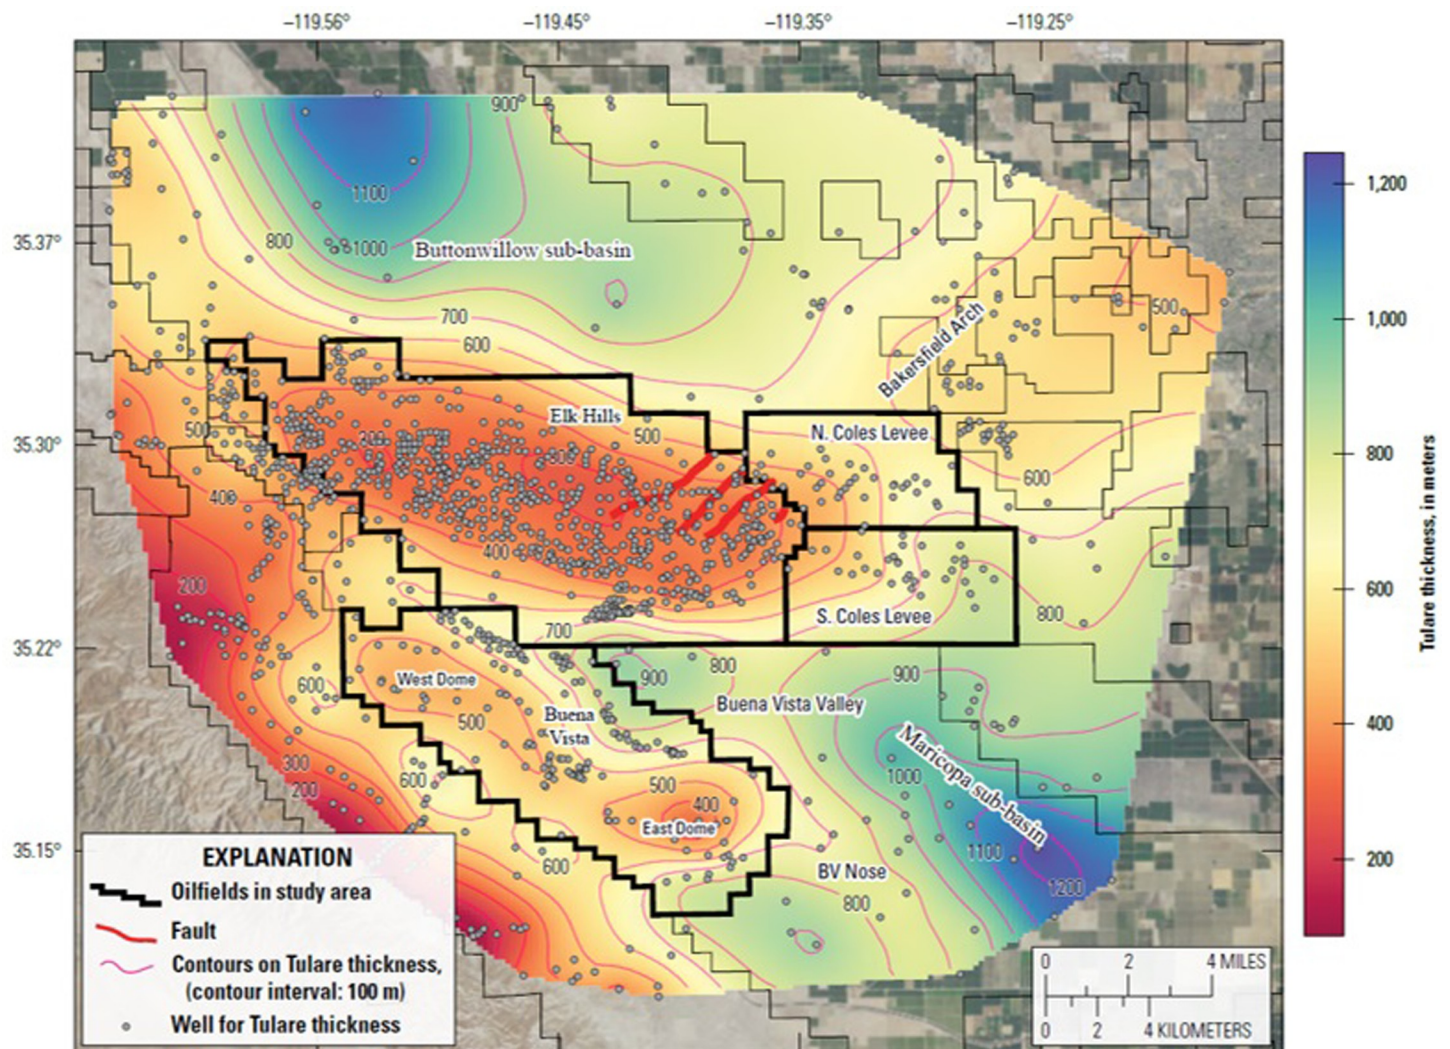 −119.56° −119.45° −119.35° −119.25°
900
1100
35.37°
800
1000
Buttonwillow sub-basin
700
500
600
Bakersfield Arch
Elk Hills
N. Coles Levee
500
500
300
35.30°
300
600
400
400
200
800
S. Coles Levee
700
35.22°
800
900
900
West Dome
600
Buena Vista Valley
500
Buena
Vista
Maricopa sub-basin
300
600
500
1000
200
400
East Dome
35.15°
1100
600
BV Nose
1200
800
EXPLANATION
Oilfields in study area
Fault
Contours on Tulare thickness,
(contour interval: 100 m)
Well for Tulare thickness
0 2 4 MILES
0 2 4 KILOMETERS
1,200
1,000
800
600
400
200
Tulare thickness, in meters